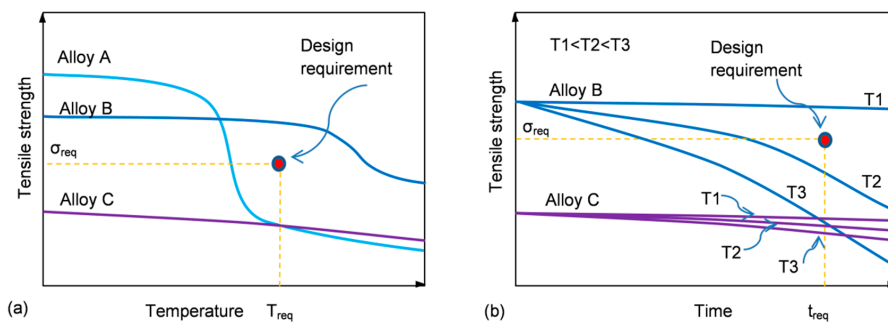 Alloy A
Design
requirement
Alloy B
σreq
Alloy C
Tensile strength
(a)
Temperature
Treq
T1<T2<T3
Design
requirement
Alloy B
T1
σreq
T2
T3
Alloy C
T1
T2
T3
Tensile strength
(b)
Time
treq